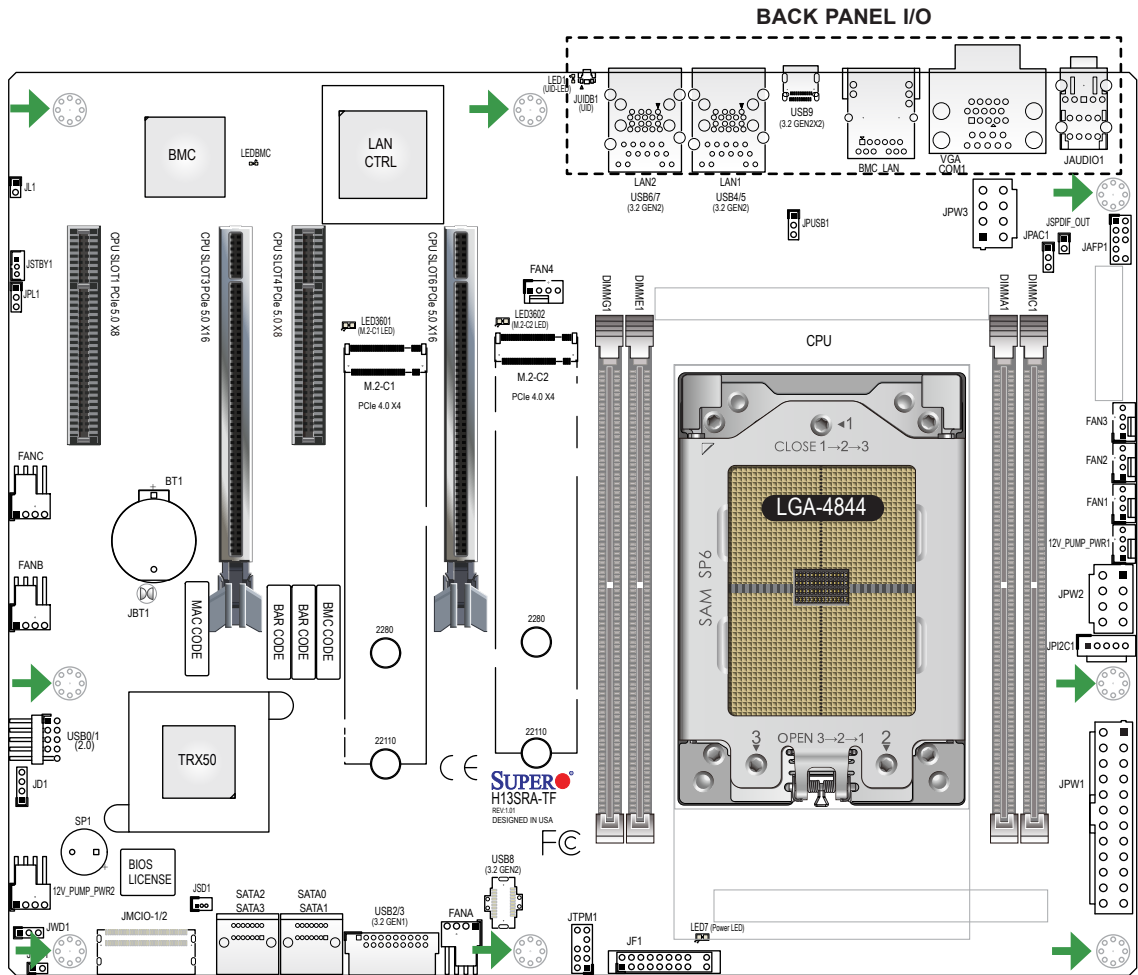 BACK PANEL I/O
LED1
(UID-LED)
JUIDB1
(UID)
USB9
(3.2 GEN2X2)
LAN2
USB6/7
(3.2 GEN2)
LAN1
USB4/5
(3.2 GEN2)
BMC_LAN
VGA
COM1
JAUDIO1
BMC
LEDBMC
LAN
CTRL
JL1
JPUSB1
JPW3
JSPDIF_OUT
JPAC1
JAFP1
JSTBY1
JPL1
CPU SLOT1 PCIe 5.0 X8
CPU SLOT3 PCIe 5.0 X16
CPU SLOT4 PCIe 5.0 X8
CPU SLOT6 PCIe 5.0 X16
FAN4
LED3601
(M.2-C1 LED)
LED3602
(M.2-C2 LED)
M.2-C1
PCIe 4.0 X4
M.2-C2
PCIe 4.0 X4
DIMMG1
DIMME1
DIMMA1
DIMMC1
CPU
◄1
CLOSE 1→2→3
LGA-4844
SAM SP6
3
OPEN 3→2→1
2
FAN3
FAN2
FAN1
12V_PUMP_PWR1
JPW2
JPI2C1
JPW1
FANC
BT1
+
FANB
JBT1
MAC CODE
BAR CODE
BAR CODE
BMC CODE
2280
2280
22110
22110
USB0/1
(2.0)
JD1
TRX50
SUPER
H13SRA-TF
REV:1.01
DESIGNED IN USA
CE
FC
SP1
+
BIOS
LICENSE
12V_PUMP_PWR2
JSD1
JWD1
JMCIO-1/2
SATA2
SATA3
SATA0
SATA1
USB2/3
(3.2 GEN1)
FANA
USB8
(3.2 GEN2)
JTPM1
JF1
LED7 (Power LED)